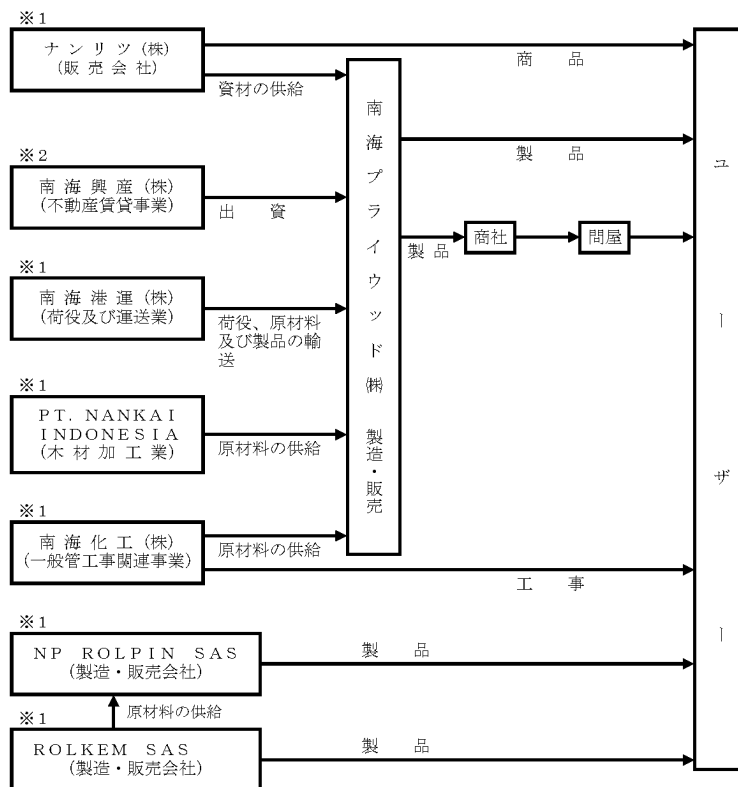 ※1
ナンリツ(株)
(販売会社)
商品
資材の供給
南海プライウッド㈱ 製造・販売
ユーザー
製品
※2
南海興産(株)
(不動産賃貸事業)
出資
製品
商社
問屋
※1
南海港運(株)
(荷役及び運送業)
荷役、原材料
及び製品の輸
送
※1
PT. NANKAI
INDONESIA
(木材加工業)
原材料の供給
※1
南海化工(株)
(一般管工事関連事業)
原材料の供給
工事
※1
NP ROLPIN SAS
(製造・販売会社)
製品
原材料の供給
※1
ROLKEM SAS
(製造・販売会社)
製品